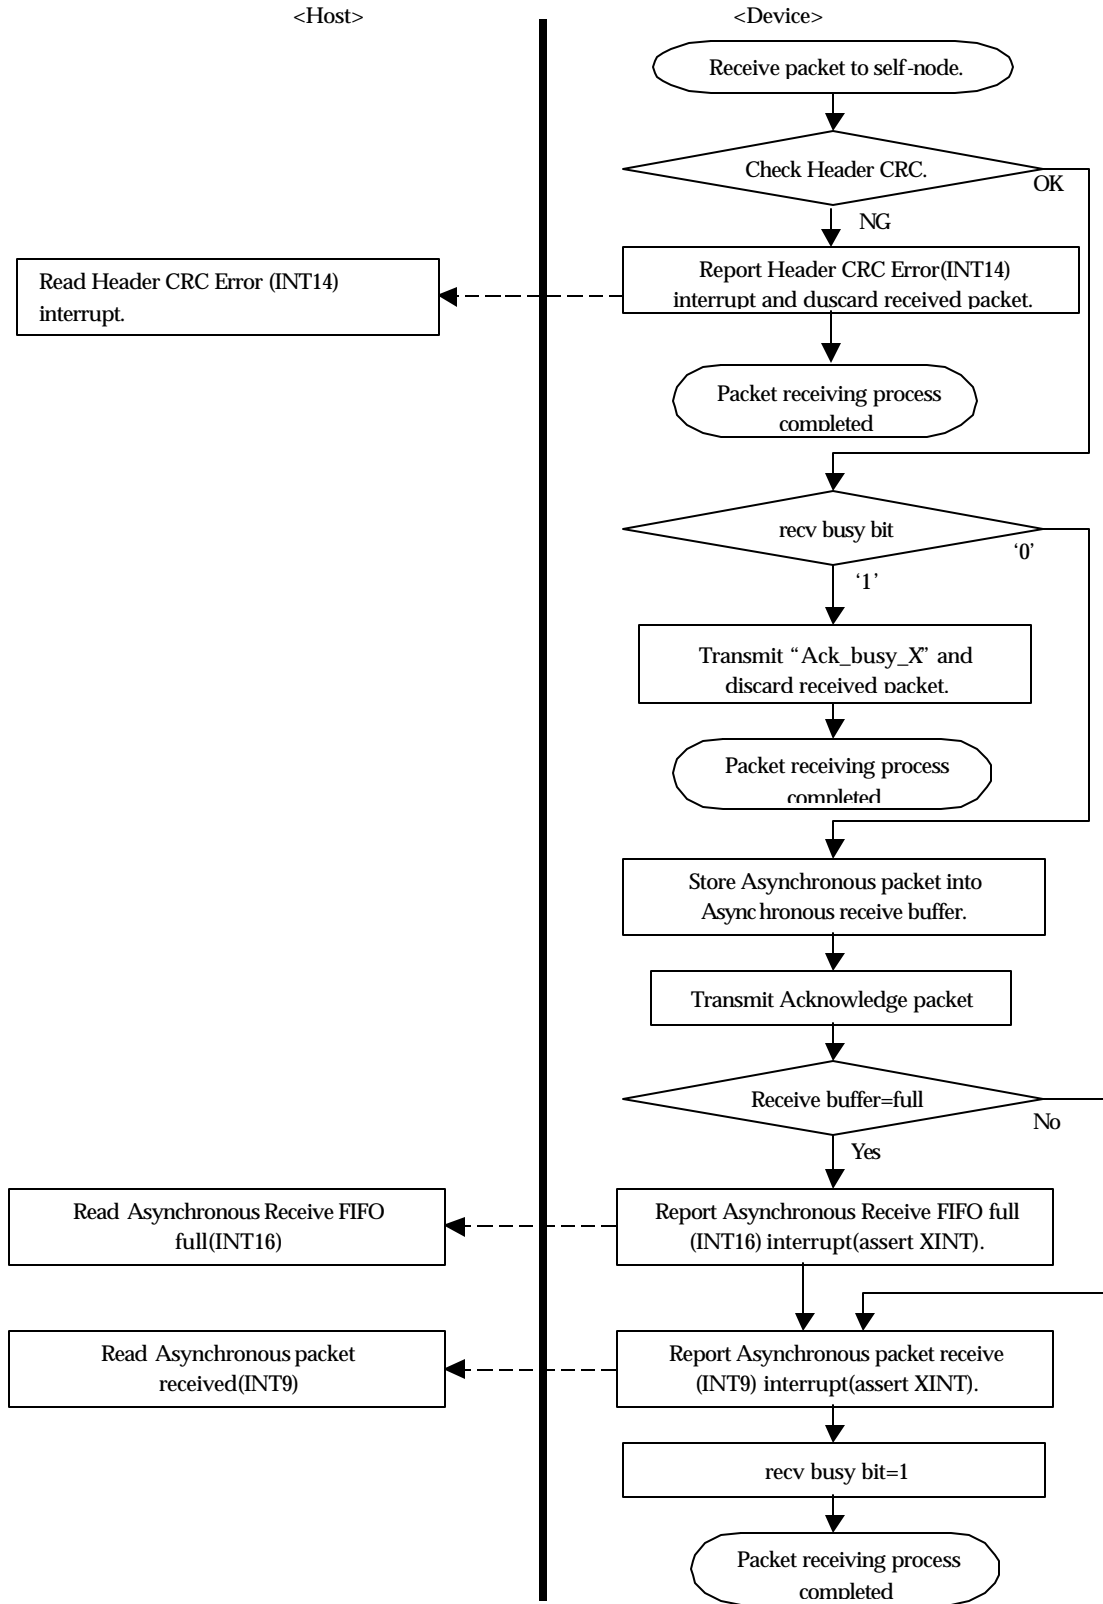 <Host>
<Device>
Receive packet to self-node.
Check Header CRC.
OK
NG
Report Header CRC Error(INT14)
interrupt and duscard received packet.
Read Header CRC Error (INT14)
interrupt.
Packet receiving process
completed
recv busy bit
‘0’
‘1’
Transmit “Ack_busy_X” and
discard received packet.
Packet receiving process
completed
Store Asynchronous packet into
Asynchronous receive buffer.
Transmit Acknowledge packet
Receive buffer=full
No
Yes
Read Asynchronous Receive FIFO
full(INT16)
Report Asynchronous Receive FIFO full
(INT16) interrupt(assert XINT).
Read Asynchronous packet
received(INT9)
Report Asynchronous packet receive
(INT9) interrupt(assert XINT).
recv busy bit=1
Packet receiving process
completed